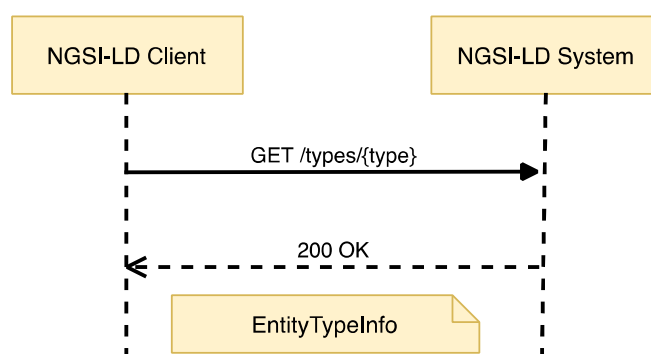 NGSI-LD Client
NGSI-LD System
GET /types/{type}
200 OK
EntityTypeInfo